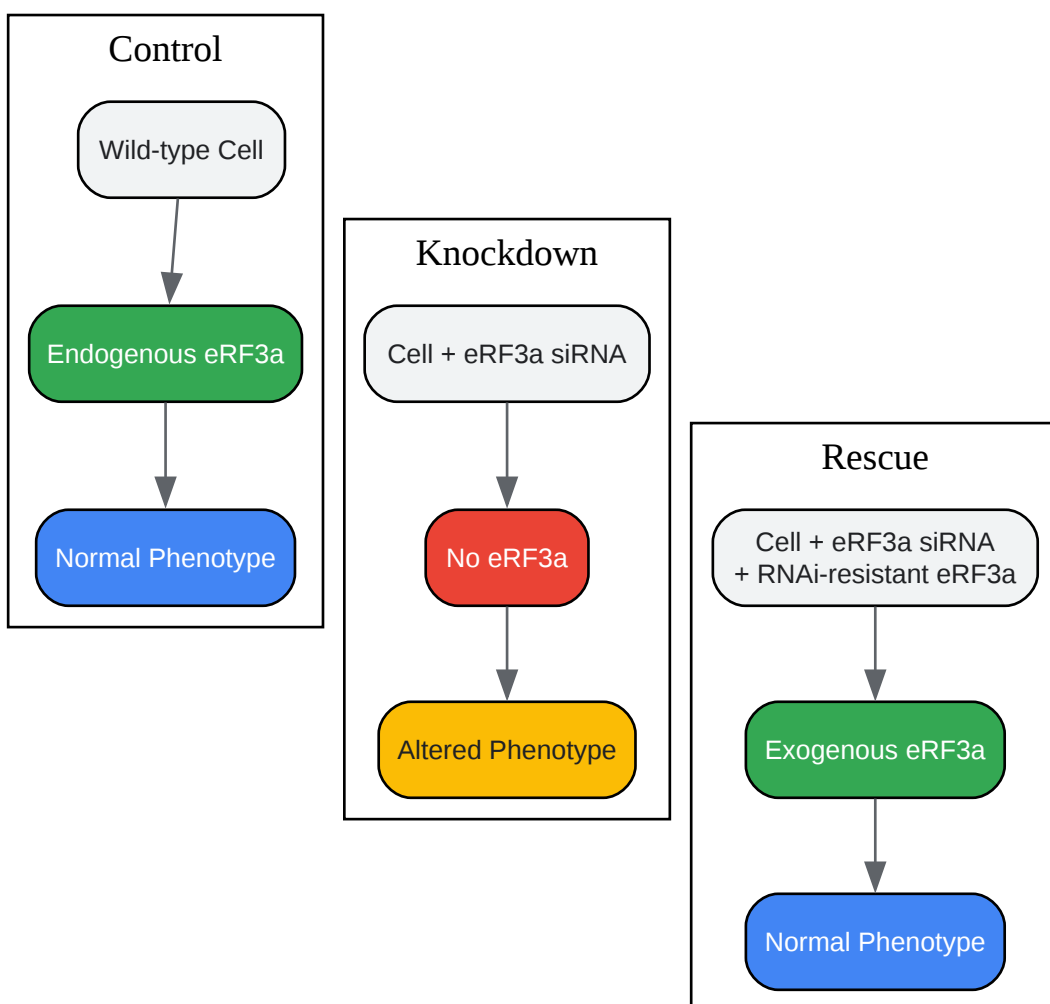 Control
Wild-type Cell
Endogenous eRF3a
Normal Phenotype
Knockdown
Cell + eRF3a siRNA
No eRF3a
Altered Phenotype
Rescue
Cell + eRF3a siRNA
+ RNAi-resistant eRF3a
Exogenous eRF3a
Normal Phenotype